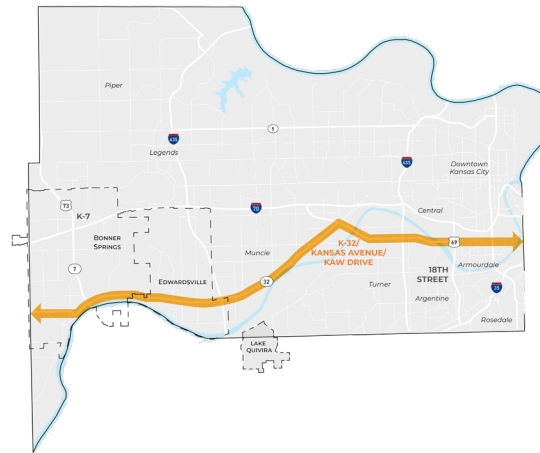 Piper
1
435
635
Legends
Downtown
Kansas City
73
K-7
70
Central
BONNER
SPRINGS
K-32/
KANSAS AVENUE/
KAW DRIVE
69
Muncie
7
EDWARDSVILLE
32
Turner
18TH
STREET
Armourdale
Argentine
35
Rosedale
LAKE
QUIVIRA